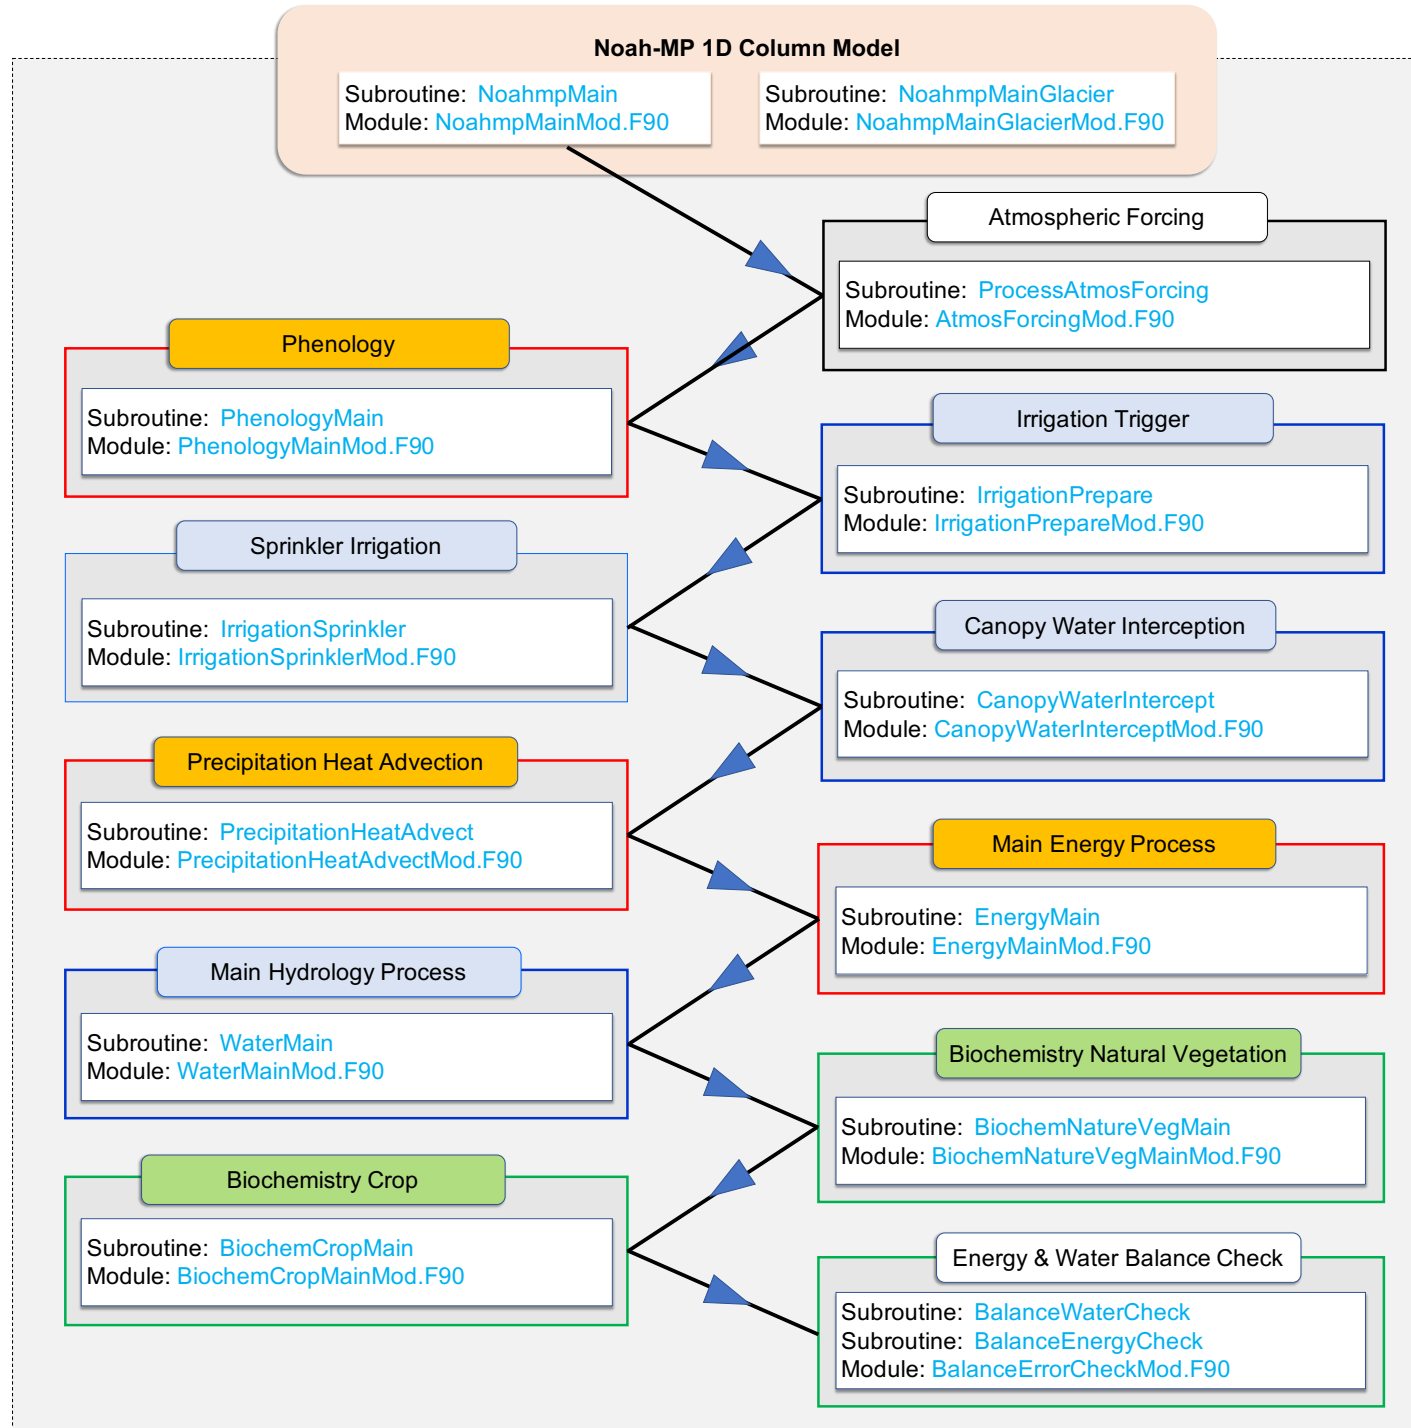 Noah-MP 1D Column Model
Subroutine: NoahmpMain
Module: NoahmpMainMod.F90
Subroutine: NoahmpMainGlacier
Module: NoahmpMainGlacierMod.F90
Atmospheric Forcing
Subroutine: ProcessAtmosForcing
Module: AtmosForcingMod.F90
Phenology
Subroutine: PhenologyMain
Module: PhenologyMainMod.F90
Irrigation Trigger
Subroutine: IrrigationPrepare
Module: IrrigationPrepareMod.F90
Sprinkler Irrigation
Subroutine: IrrigationSprinkler
Module: IrrigationSprinklerMod.F90
Canopy Water Interception
Subroutine: CanopyWaterIntercept
Module: CanopyWaterInterceptMod.F90
Precipitation Heat Advection
Subroutine: PrecipitationHeatAdvect
Module: PrecipitationHeatAdvectMod.F90
Main Energy Process
Subroutine: EnergyMain
Module: EnergyMainMod.F90
Main Hydrology Process
Subroutine: WaterMain
Module: WaterMainMod.F90
Biochemistry Natural Vegetation
Subroutine: BiochemNatureVegMain
Module: BiochemNatureVegMainMod.F90
Biochemistry Crop
Subroutine: BiochemCropMain
Module: BiochemCropMainMod.F90
Energy & Water Balance Check
Subroutine: BalanceWaterCheck
Subroutine: BalanceEnergyCheck
Module: BalanceErrorCheckMod.F90